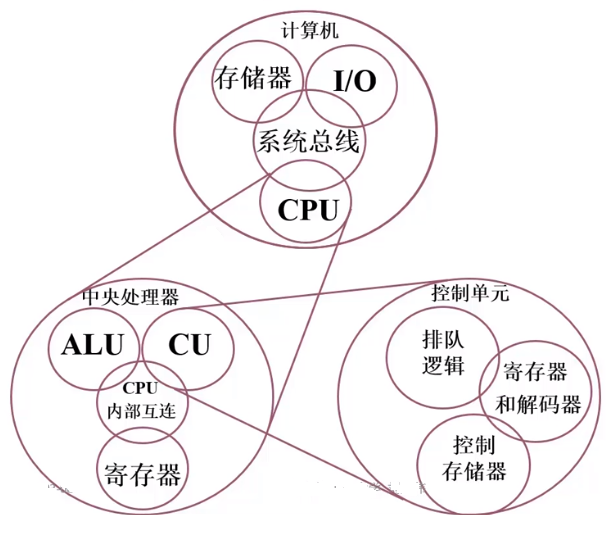 计算机
存储器
I/O
系统总线
CPU
中央处理器
ALU
CU
CPU
内部互连
寄存器
控制单元
排队
逻辑
寄存器
和解码器
控制
存储器